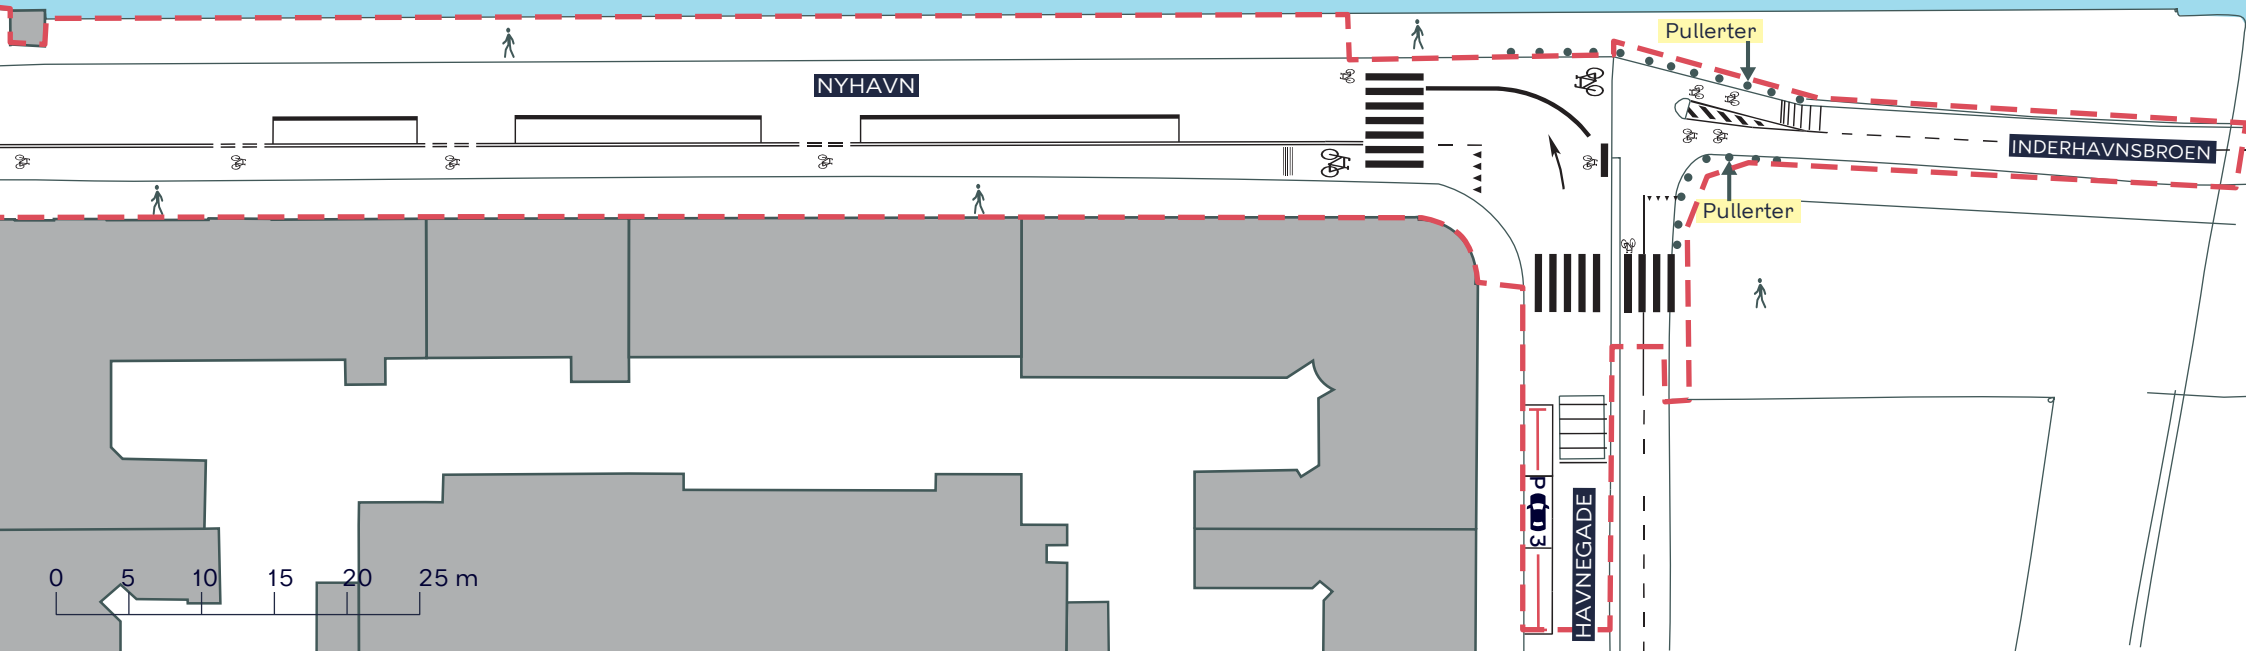 Pullerter
NYHAVN
INDERHAVNSBROEN
Pullerter
P 3
HAVNEGADE
0 5 10 15 20 25 m